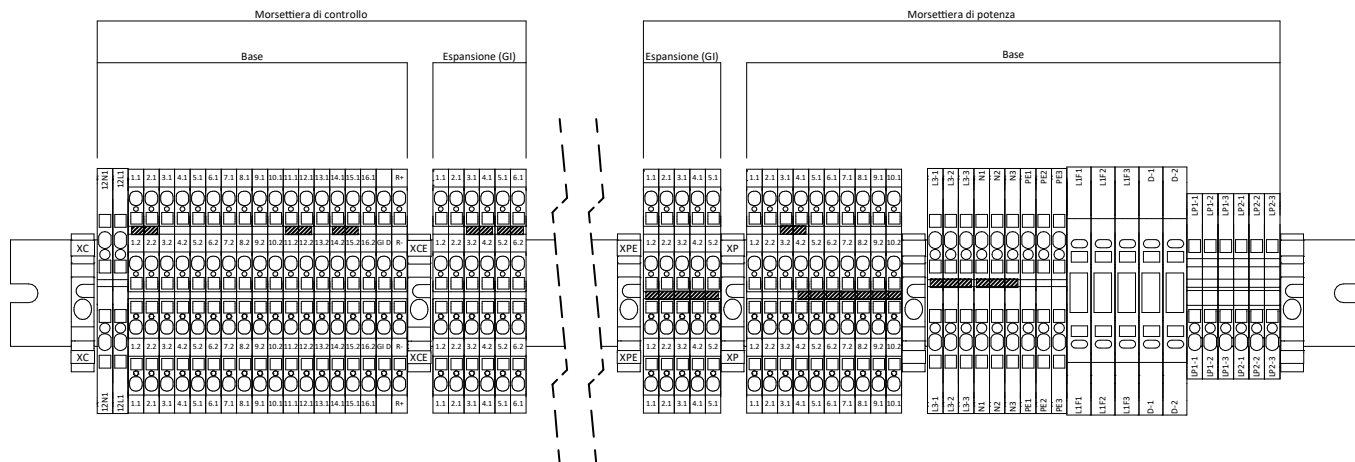 Morsettiera di controllo Morsettiera di potenza
Base Espansione (GI) Espansione (GI) Base
12N1 12L1 1.1 2.1 3.1 4.1 5.1 6.1 7.1 8.1 9.1 10.1 11.1 12.1 13.1 14.1 15.1 16.1 R+ 1.1 2.1 3.1 4.1 5.1 6.1 1.1 2.1 3.1 4.1 5.1 1.1 2.1 3.1 4.1 5.1 6.1 7.1 8.1 9.1 10.1 L3-1 L3-2 L3-3 N1 N2 N3 PE1 PE2 PE3 L1F1 L1F2 L1F3 D-1 D-2
LP1-1 LP1-2 LP1-3 LP2-1 LP2-2 LP2-3
XC 1.2 2.2 3.2 4.2 5.2 6.2 7.2 8.2 9.2 10.2 11.2 12.2 13.2 14.2 15.2 16.2 GI D R- XCE 1.2 2.2 3.2 4.2 5.2 6.2 XPE 1.2 2.2 3.2 4.2 5.2 XP 1.2 2.2 3.2 4.2 5.2 6.2 7.2 8.2 9.2 10.2
XC 1.2 2.2 3.2 4.2 5.2 6.2 7.2 8.2 9.2 10.2 11.2 12.2 13.2 14.2 15.2 16.2 GI D R- XCE 1.2 2.2 3.2 4.2 5.2 6.2 XPE 1.2 2.2 3.2 4.2 5.2 XP 1.2 2.2 3.2 4.2 5.2 6.2 7.2 8.2 9.2 10.2
LP1-1 LP1-2 LP1-3 LP2-1 LP2-2 LP2-3
12N1 12L1 1.1 2.1 3.1 4.1 5.1 6.1 7.1 8.1 9.1 10.1 11.1 12.1 13.1 14.1 15.1 16.1 R+ 1.1 2.1 3.1 4.1 5.1 6.1 1.1 2.1 3.1 4.1 5.1 1.1 2.1 3.1 4.1 5.1 6.1 7.1 8.1 9.1 10.1 L3-1 L3-2 L3-3 N1 N2 N3 PE1 PE2 PE3 L1F1 L1F2 L1F3 D-1 D-2